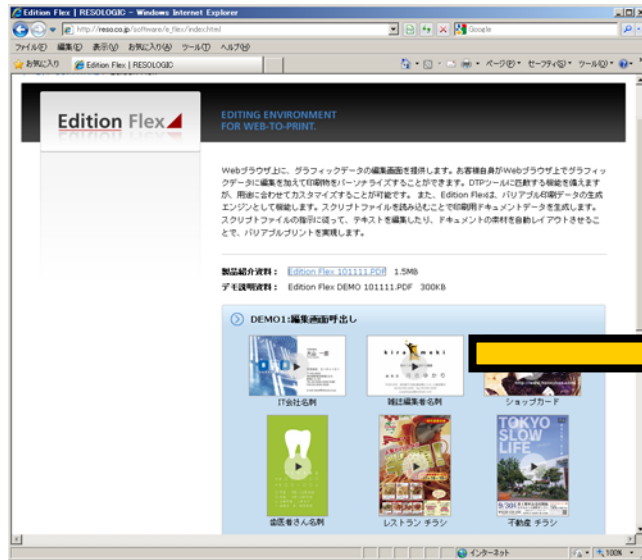 Edition Flex | RESOLOGIC - Windows Internet Explorer
http://reso.co.jp/software/e_flex/index.html
Google
ファイル(F) 編集(E) 表示(V) お気に入り(A) ツール(T) ヘルプ(H)
お気に入り Edition Flex | RESOLOGIC ページ(P) セーフティ(S) ツール(O)
Edition Flex
EDITING ENVIRONMENT
FOR WEB-TO-PRINT.
Webブラウザ上に、グラフィックデータの編集画面を提供します。お客様自身がWebブラウザ上でグラフィッ
クデータに編集を加えて印刷物をパーソナライズすることができます。DTPツールに匹敵する機能を備えます
が、用途に合わせてカスタマイズすることが可能です。 また、Edition Flexは、バリアブル印刷データの生成
エンジンとして機能します。スクリプトファイルを読み込むことで印刷用ドキュメントデータを生成します。
スクリプトファイルの指示に従って、テキストを編集したり、ドキュメントの素材を自動レイアウトさせるこ
とで、バリアブルプリントを実現します。
製品紹介資料： Edition Flex 101111.PDF 1.5MB
デモ説明資料： Edition Flex DEMO 101111.PDF 300KB
DEMO1:編集画面呼出し
IT会社名刺 雑誌編集者名刺 ショップカード
TOKYO
SLOW
LIFE
9/30
歯医者さん名刺 レストラン チラシ 不動産 チラシ
インターネット 100%